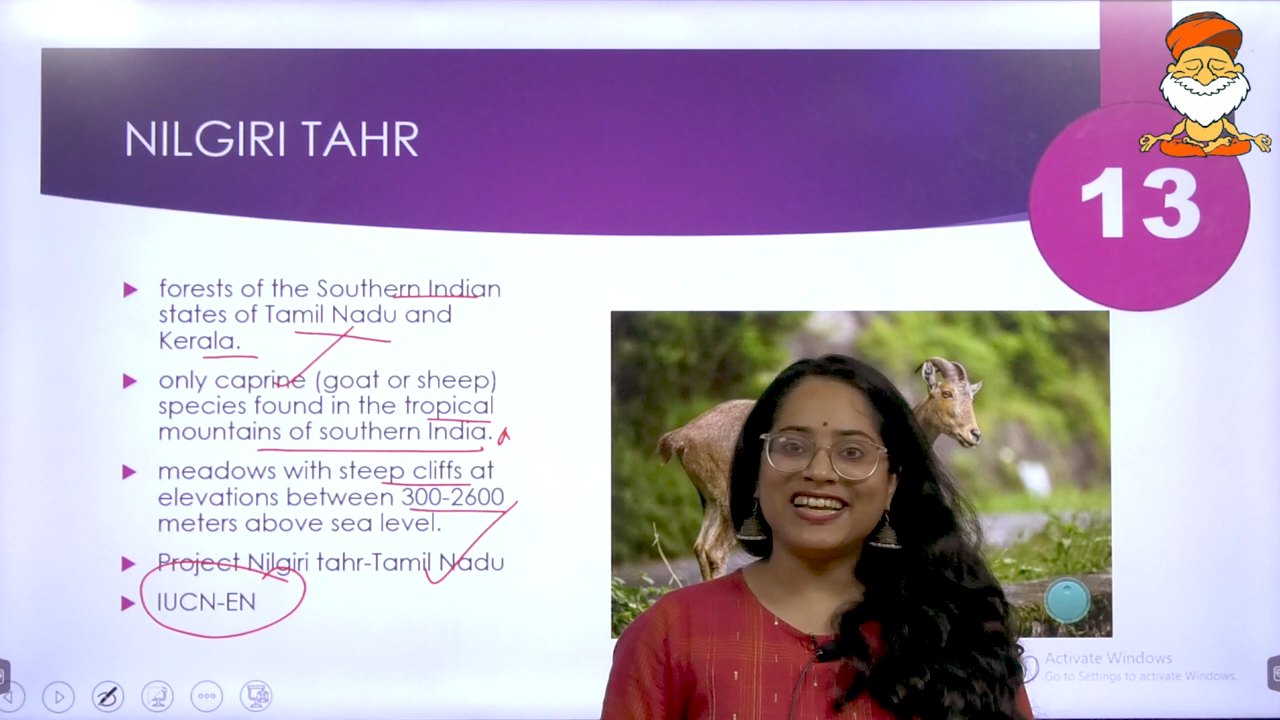 NILGIRI TAHR
13
forests of the Southern Indian
states of Tamil Nadu and
Kerala.
only caprine (goat or sheep)
species found in the tropical
mountains of southern India.
meadows with steep cliffs at
elevations between 300-2600
meters above sea level.
Project Nilgiri tahr-Tamil Nadu
IUCN-EN
Activate Windows
Go to Settings to activate Windows.